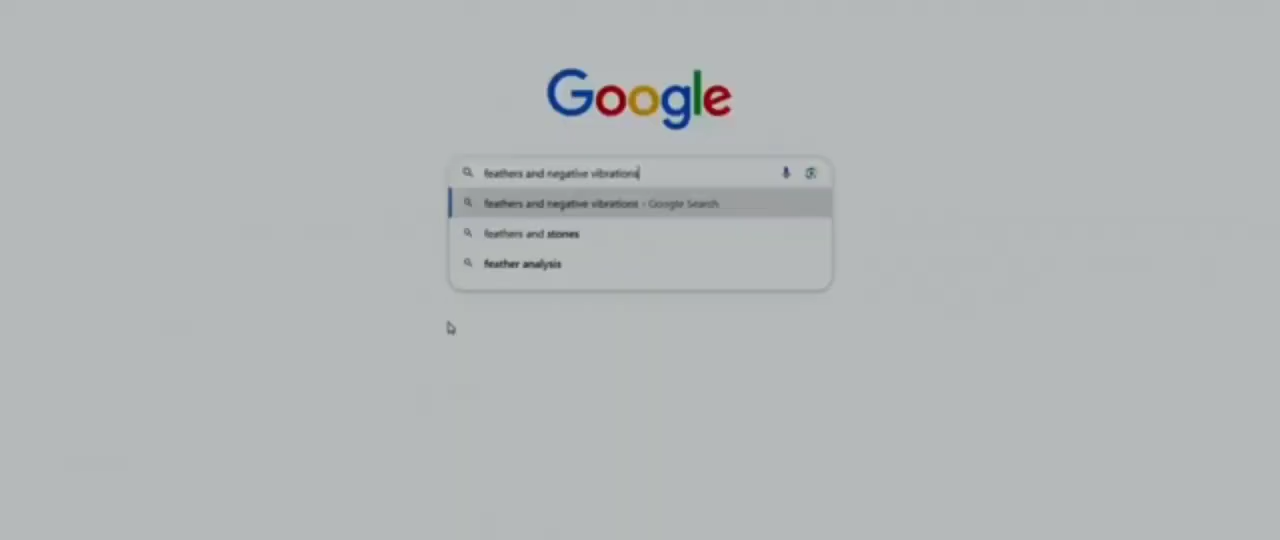 Google
feathers and negative vibrations
feathers and negative vibrations - Google Search
feathers and stones
feather analysis